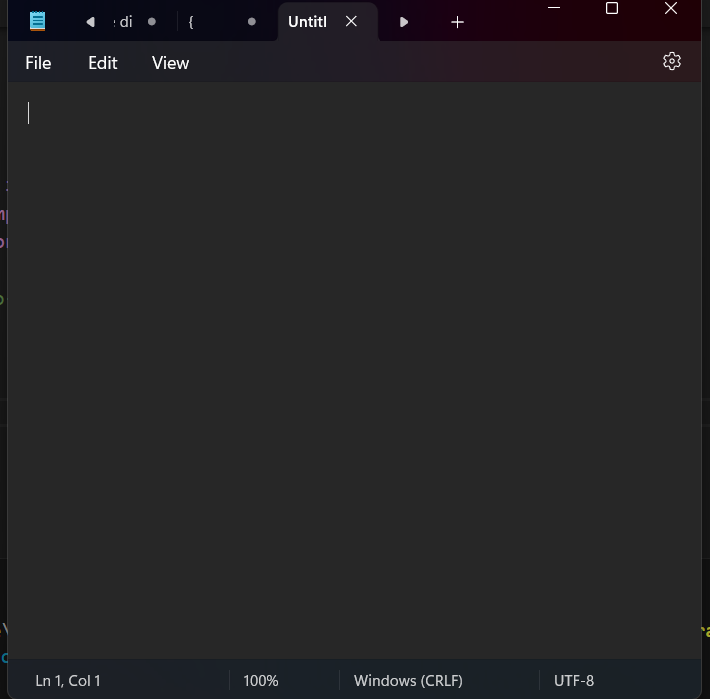 : di { Untitl
File Edit View
Ln 1, Col 1 100% Windows (CRLF) UTF-8